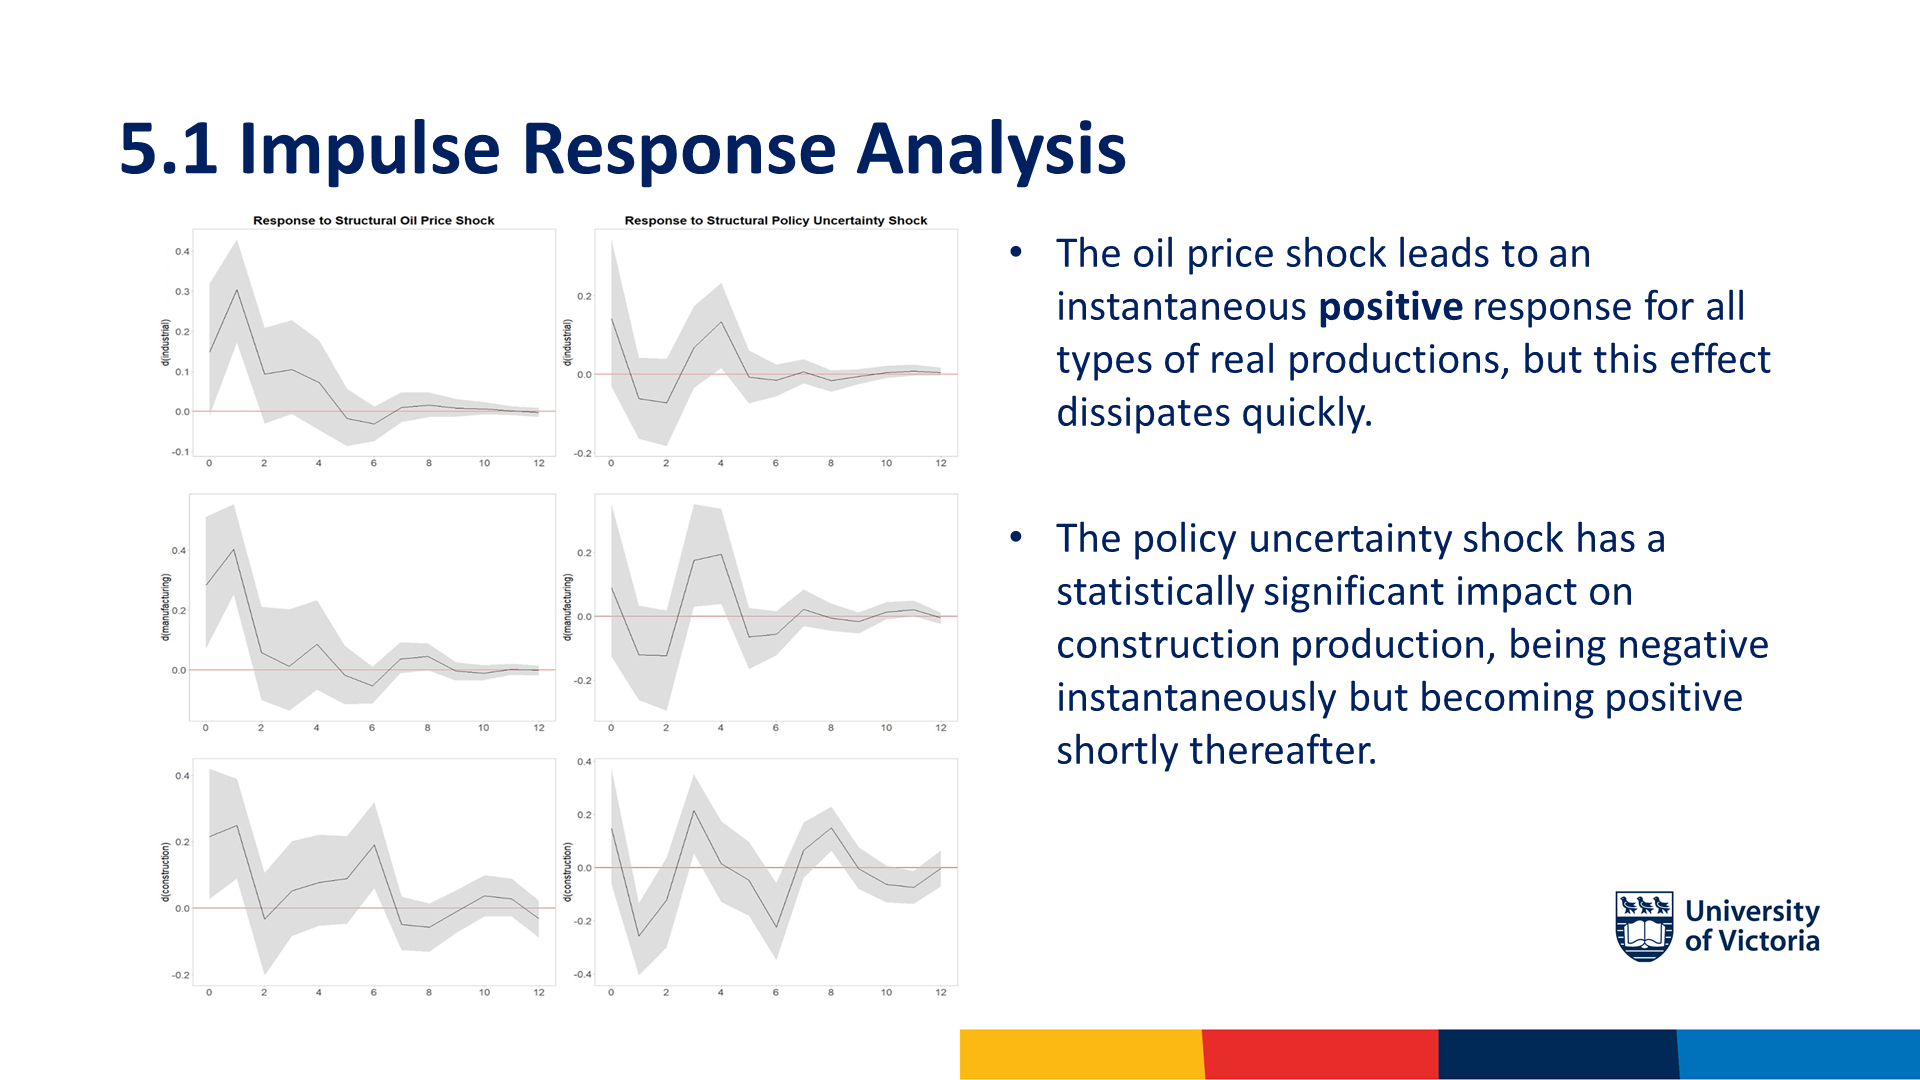 5.1 Impulse Response Analysis
Response to Structural Oil Price Shock
d(industrial)
0.4
0.3
0.2
0.1
0.0
-0.1
0 2 4 6 8 10 12
Response to Structural Policy Uncertainty Shock
d(industrial)
0.2
0.0
-0.2
0 2 4 6 8 10 12
d(manufacturing)
0.4
0.2
0.0
0 2 4 6 8 10 12
d(manufacturing)
0.2
0.0
-0.2
0 2 4 6 8 10 12
d(construction)
0.4
0.2
0.0
-0.2
0 2 4 6 8 10 12
d(construction)
0.4
0.2
0.0
-0.2
-0.4
0 2 4 6 8 10 12
• The oil price shock leads to an
instantaneous positive response for all
types of real productions, but this effect
dissipates quickly.
• The policy uncertainty shock has a
statistically significant impact on
construction production, being negative
instantaneously but becoming positive
shortly thereafter.
University
of Victoria